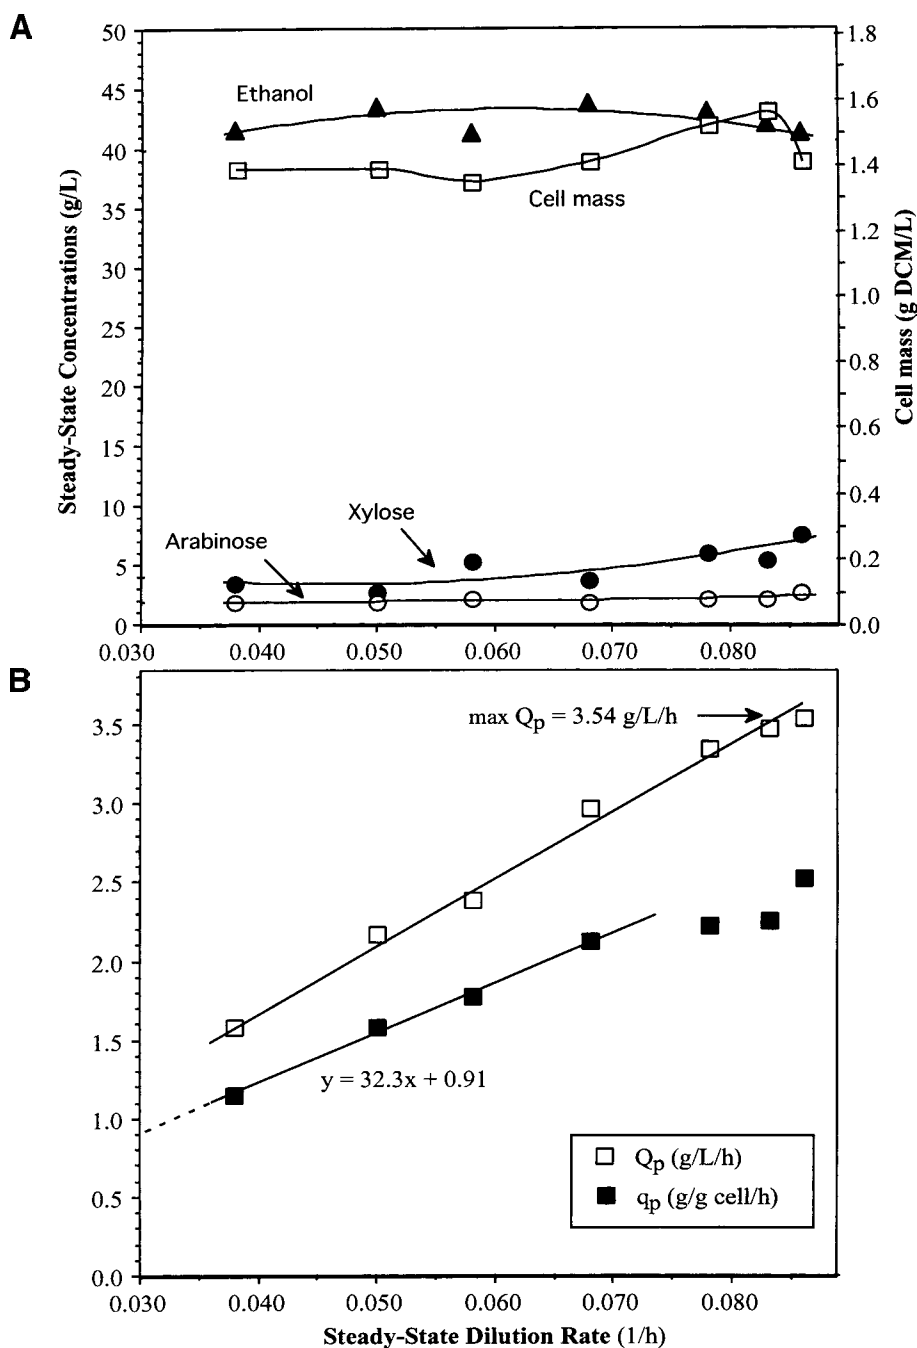 A
50
45
40
35
30
25
20
15
10
5
0
Steady-State Concentrations (g/L)
Ethanol
Cell mass
Xylose
Arabinose
1.8
1.6
1.4
1.2
1.0
0.8
0.6
0.4
0.2
0.0
Cell mass (g DCM/L)
0.030 0.040 0.050 0.060 0.070 0.080
B
3.5
3.0
2.5
2.0
1.5
1.0
0.5
0.0
max Qp = 3.54 g/L/h
y = 32.3x + 0.91
Qp (g/L/h)
qp (g/g cell/h)
0.030 0.040 0.050 0.060 0.070 0.080
Steady-State Dilution Rate (1/h)